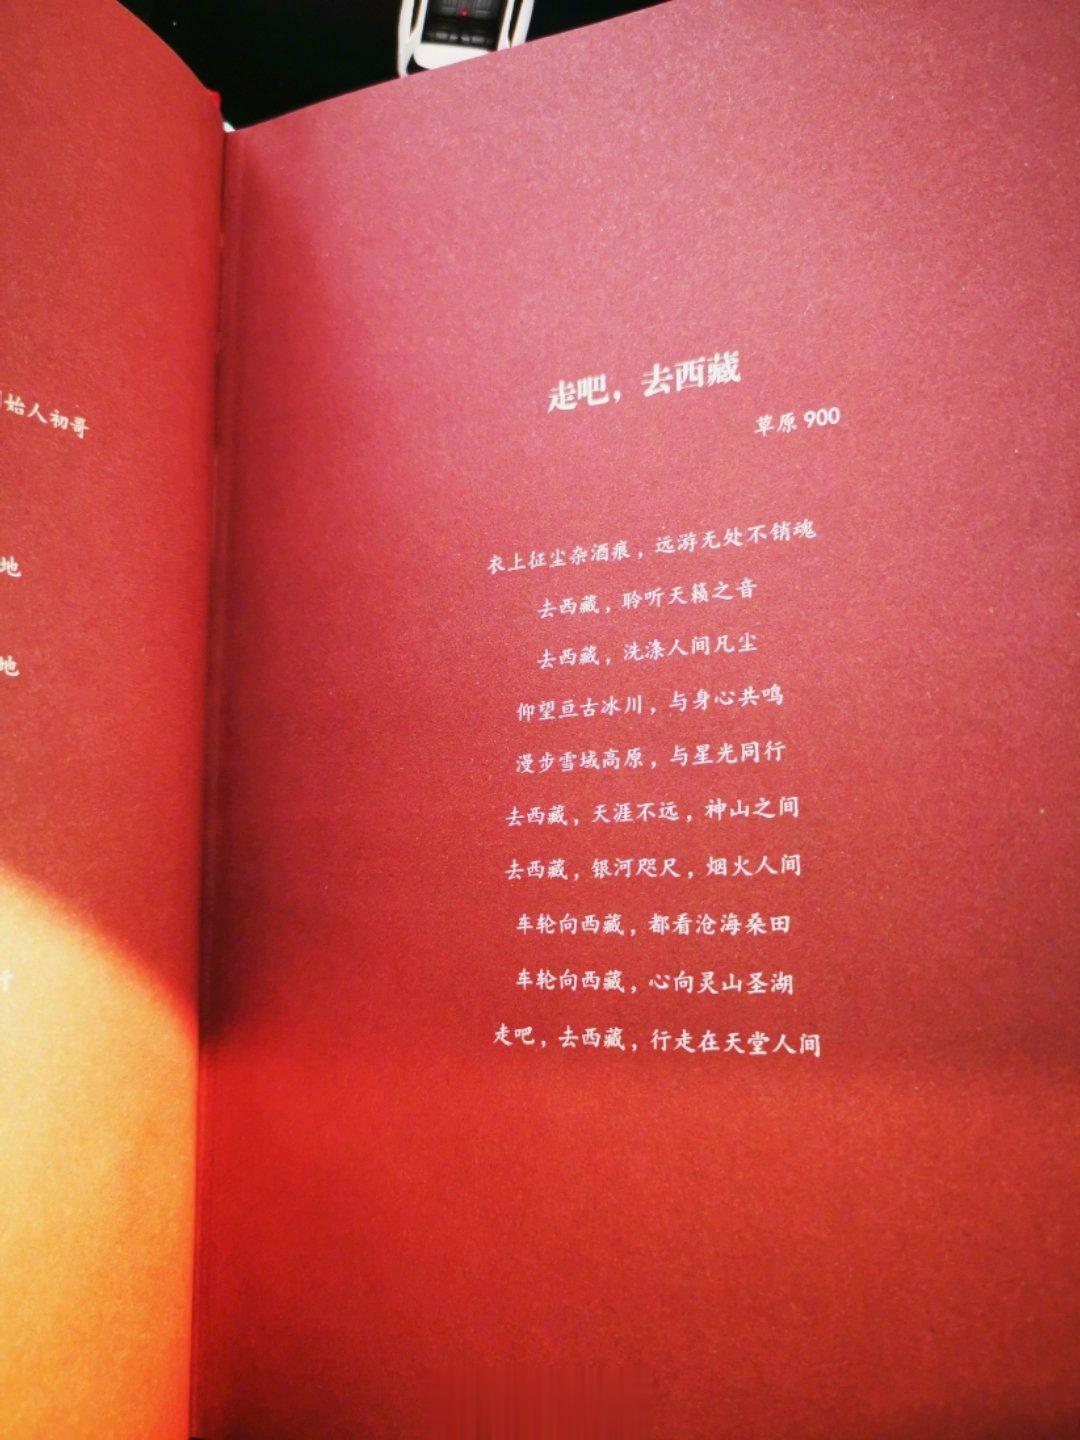 始人初哥
地
地
行
走吧，去西藏
草原 900
衣上征尘杂酒痕，远游无处不销魂
去西藏，聆听天籁之音
去西藏，洗涤人间凡尘
仰望亘古冰川，与身心共鸣
漫步雪域高原，与星光同行
去西藏，天涯不远，神山之间
去西藏，银河咫尺，烟火人间
车轮向西藏，都看沧海桑田
车轮向西藏，心向灵山圣湖
走吧，去西藏，行走在天堂人间